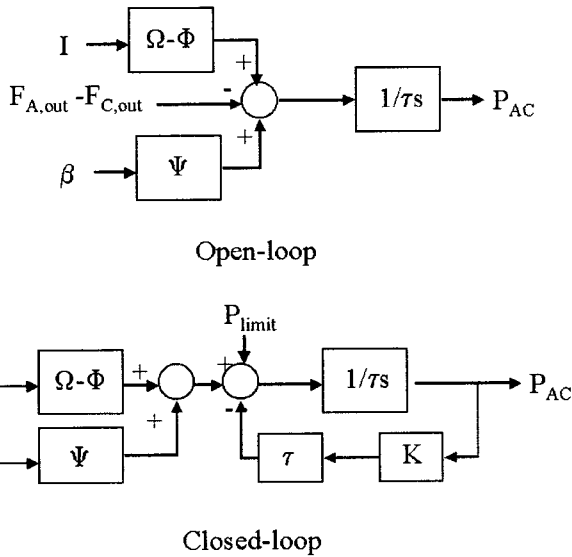 I
Ω-Φ
+
F_A,out -F_C,out
-
1/τs
P_AC
+
β
Ψ
Open-loop
P_limit
Ω-Φ
+
+
1/τs
P_AC
+
- -
Ψ
τ
K
Closed-loop